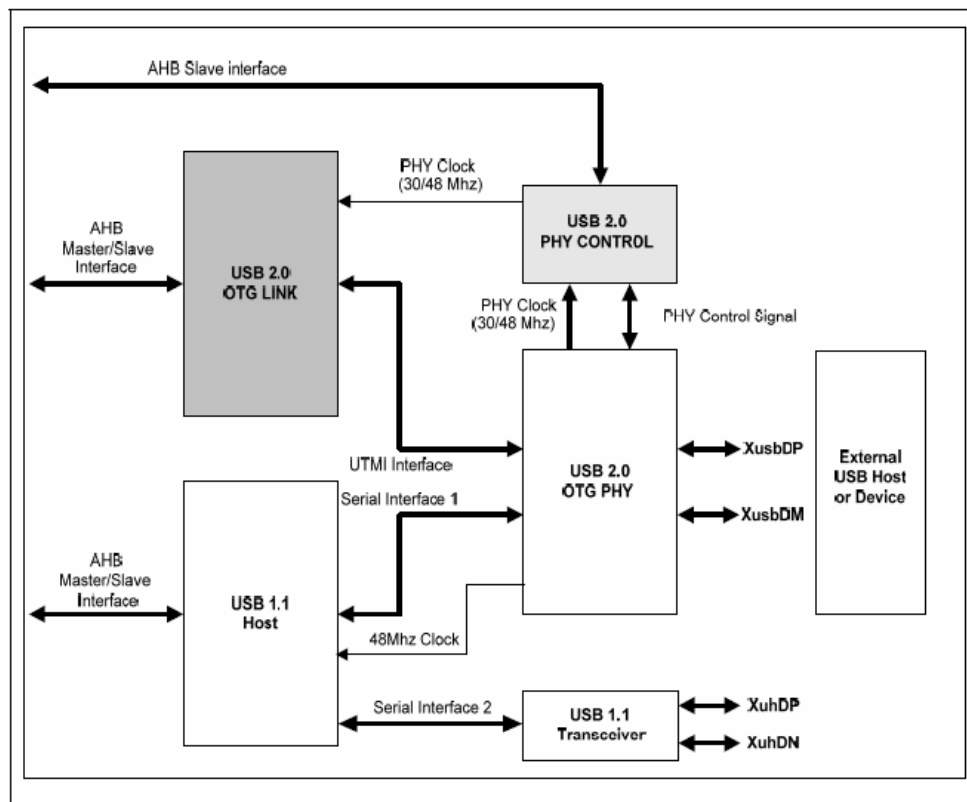 AHB Slave interface
PHY Clock
(30/48 Mhz)
USB 2.0
PHY CONTROL
AHB
Master/Slave
Interface
USB 2.0
OTG LINK
PHY Clock
(30/48 Mhz)
PHY Control Signal
UTMI Interface
USB 2.0
OTG PHY
XusbDP
XusbDM
External
USB Host
or Device
Serial Interface 1
AHB
Master/Slave
Interface
USB 1.1
Host
48Mhz Clock
Serial Interface 2
USB 1.1
Transceiver
XuhDP
XuhDN